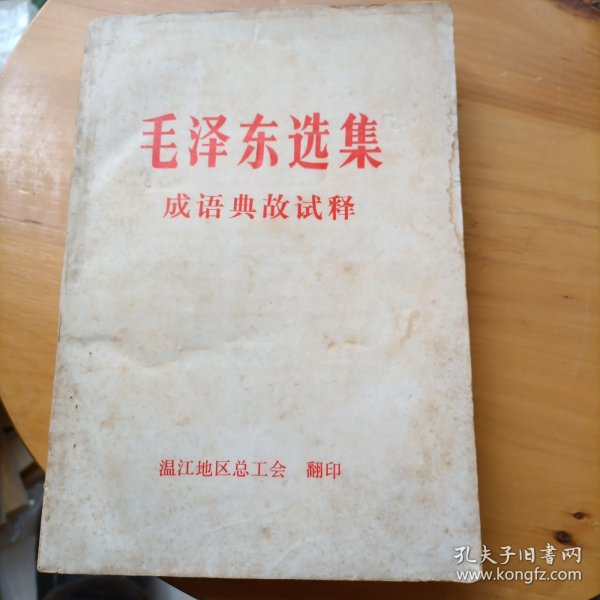 毛泽东选集
成语典故试释
温江地区总工会 翻印
孔夫子旧書网
www.kongfz.com